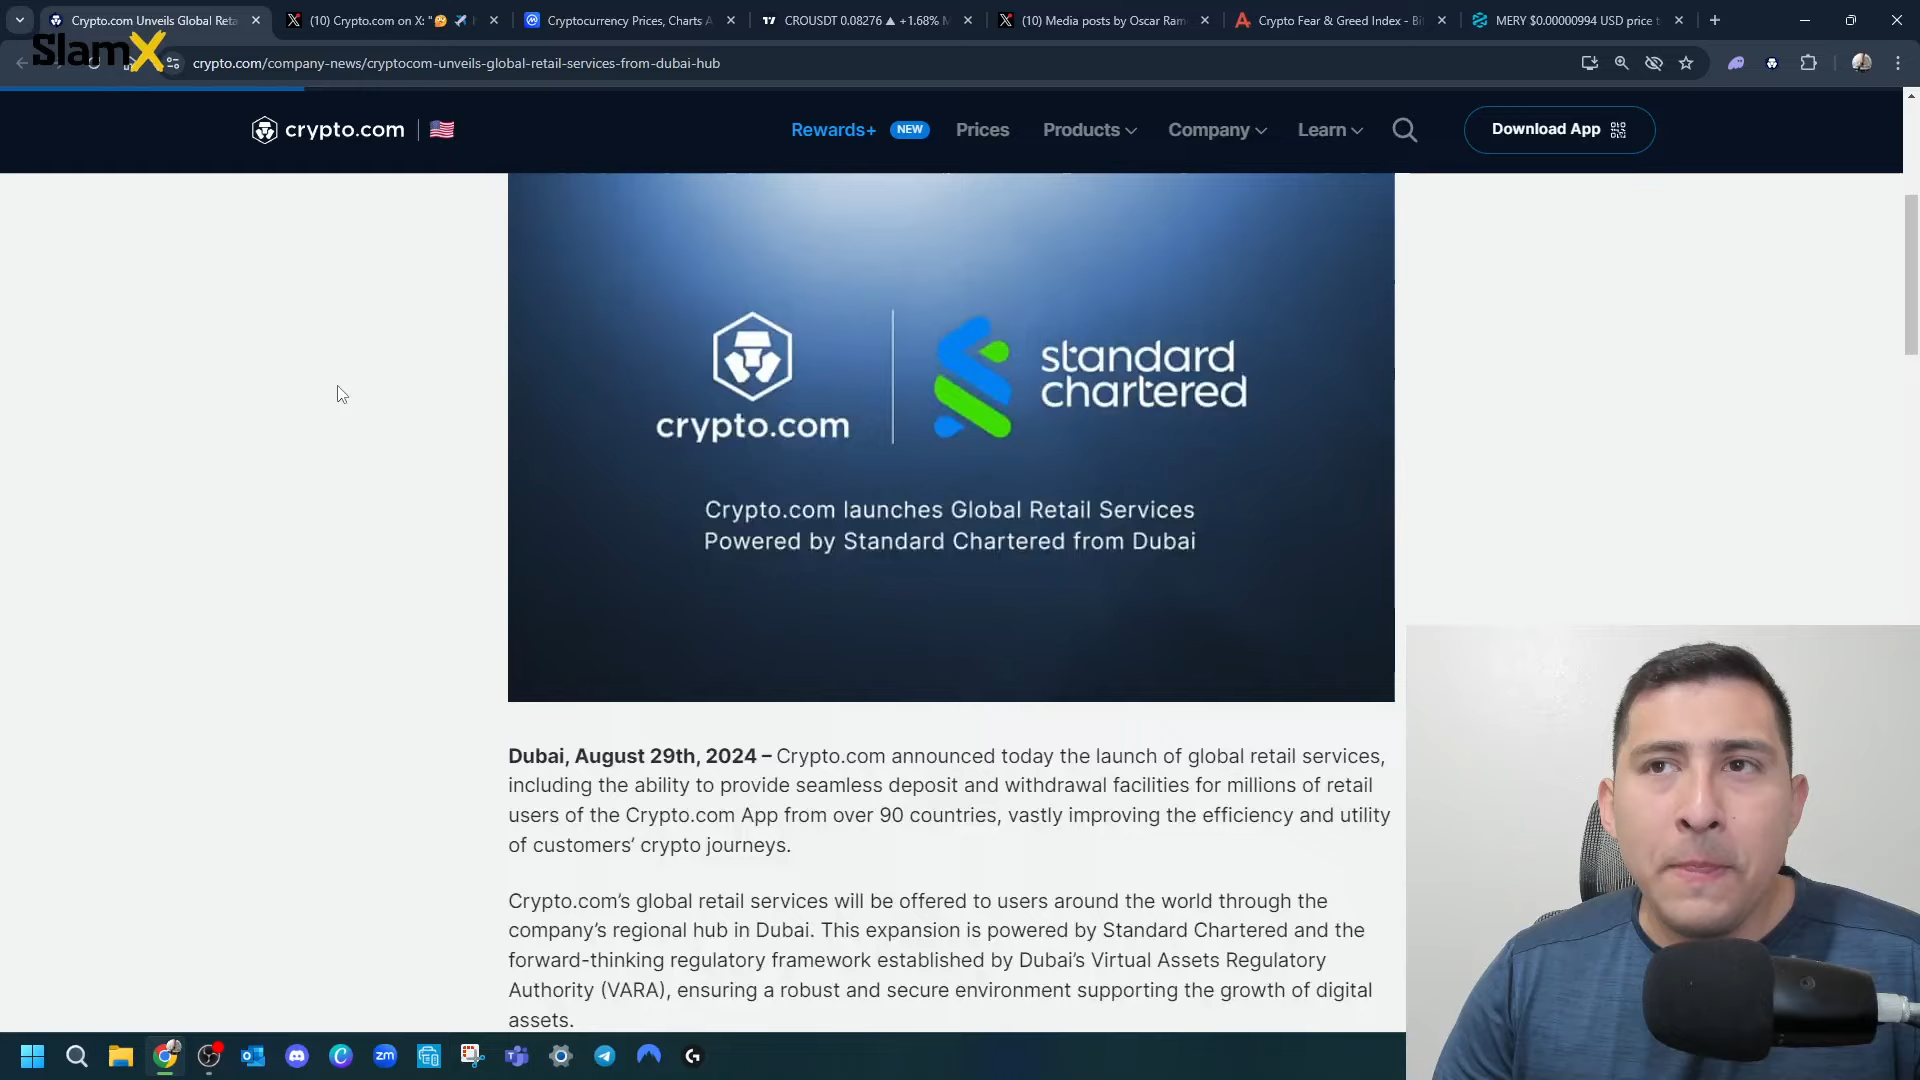 Crypto.com Unveils Global Reta
(10) Crypto.com on X: "
Cryptocurrency Prices, Charts A
CROUSDT 0.08276 ▲ +1.68% M
(10) Media posts by Oscar Ram
Crypto Fear & Greed Index - Bi
MERY $0.00000994 USD price t
SlamX
crypto.com/company-news/cryptocom-unveils-global-retail-services-from-dubai-hub
crypto.com
Rewards+ NEW Prices Products Company Learn
Download App
crypto.com
standard
chartered
Crypto.com launches Global Retail Services
Powered by Standard Chartered from Dubai
Dubai, August 29th, 2024 – Crypto.com announced today the launch of global retail services,
including the ability to provide seamless deposit and withdrawal facilities for millions of retail
users of the Crypto.com App from over 90 countries, vastly improving the efficiency and utility
of customers’ crypto journeys.
Crypto.com’s global retail services will be offered to users around the world through the
company’s regional hub in Dubai. This expansion is powered by Standard Chartered and the
forward-thinking regulatory framework established by Dubai’s Virtual Assets Regulatory
Authority (VARA), ensuring a robust and secure environment supporting the growth of digital
assets.
zm